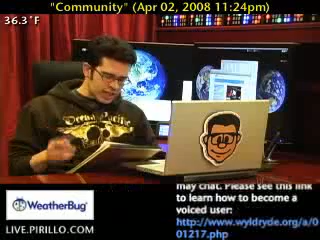 "Community" (Apr 02, 2008 11:24pm)
36.3°F
WeatherBug
LIVE.PIRILLO.COM
may chat. Please see this link
to learn how to become a
voiced user:
http://www.wyldryde.org/a/0
01217.php